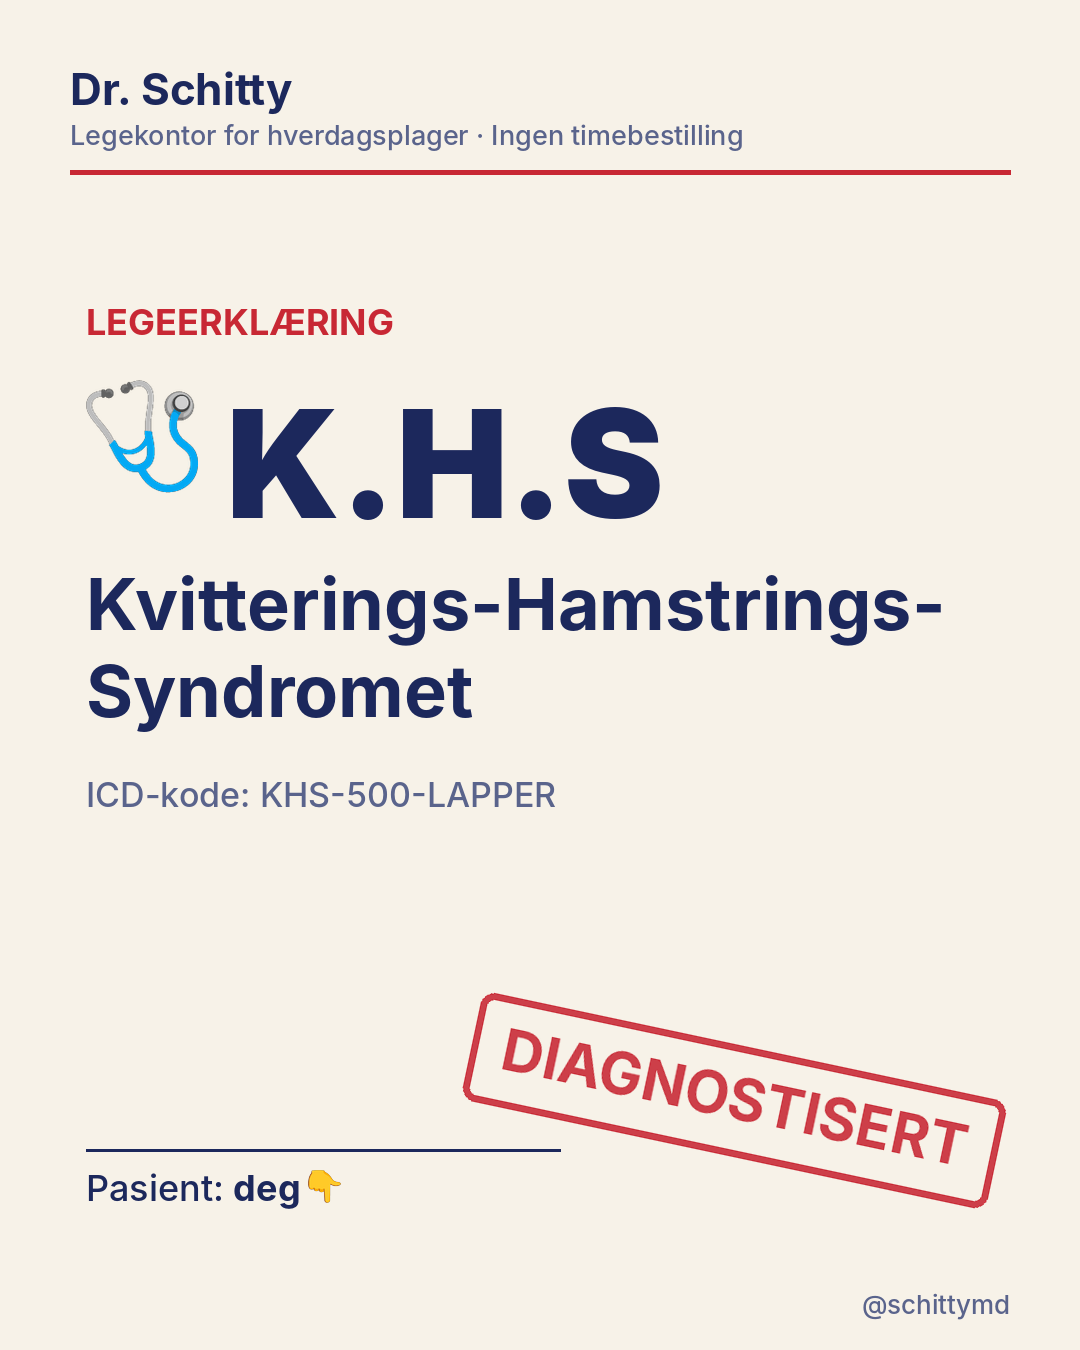 Dr. Schitty
Legekontor for hverdagsplager · Ingen timebestilling
LEGEERKLÆRING
K.H.S
Kvitterings-Hamstrings-
Syndromet
ICD-kode: KHS-500-LAPPER
DIAGNOSTISERT
Pasient: deg👇
@schittymd